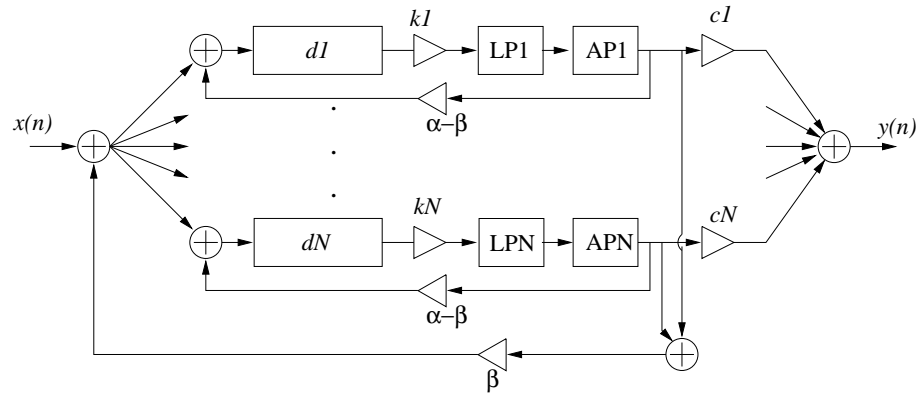 k1
c1
d1
LP1
AP1
α−β
x(n)
y(n)
kN
cN
dN
LPN
APN
α−β
β